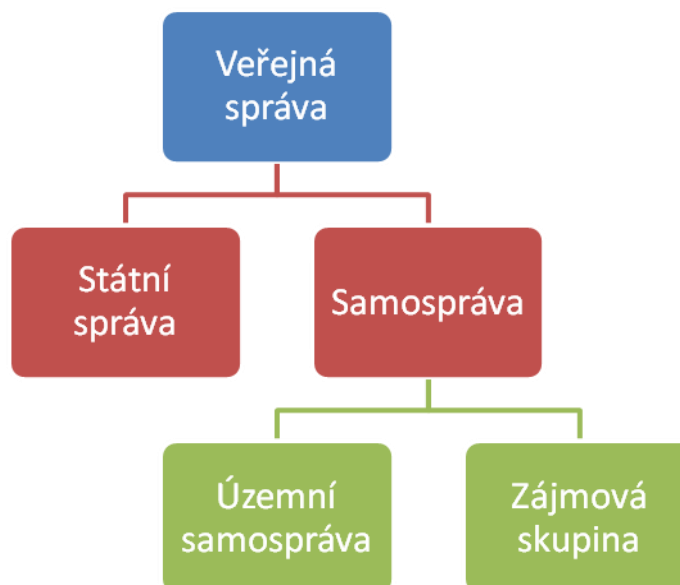 Veřejná
správa
Státní
správa
Samospráva
Územní
samospráva
Zájmová
skupina